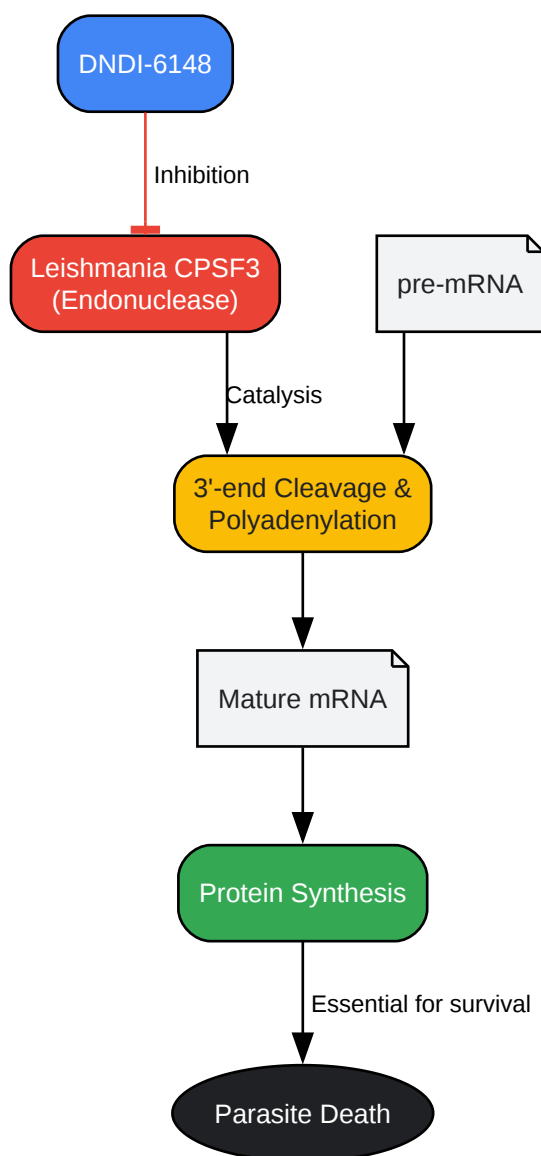 DNDI-6148
Inhibition
Leishmania CPSF3
(Endonuclease)
pre-mRNA
Catalysis
3'-end Cleavage &
Polyadenylation
Mature mRNA
Protein Synthesis
Essential for survival
Parasite Death